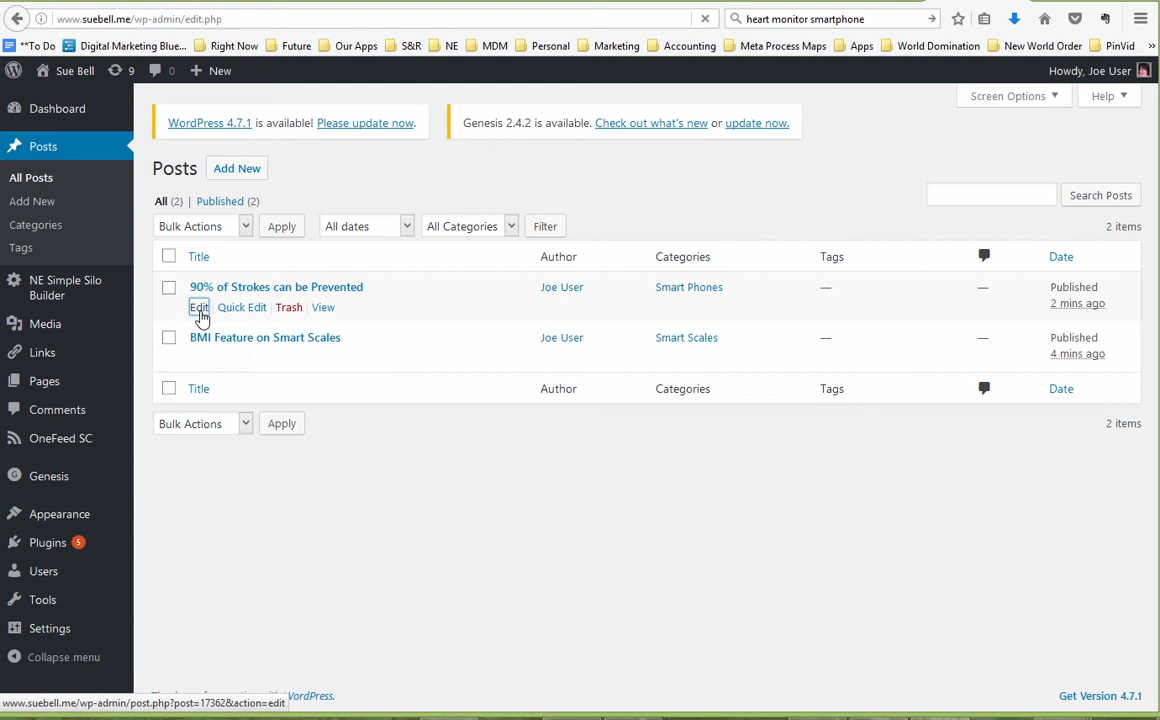 www.suebell.me/wp-admin/edit.php
heart monitor smartphone
**To Do Digital Marketing Blue... Right Now Future Our Apps S&R NE MDM Personal Marketing Accounting Meta Process Maps Apps World Domination New World Order PinVid
Sue Bell 9 0 New Howdy, Joe User
Screen Options Help
Dashboard
WordPress 4.7.1 is available! Please update now.
Genesis 2.4.2 is available. Check out what's new or update now.
Posts
All Posts
Add New
Categories
Tags
NE Simple Silo
Builder
Media
Links
Pages
Comments
OneFeed SC
Genesis
Appearance
Plugins 5
Users
Tools
Settings
Collapse menu
Posts Add New
All (2) | Published (2)
Search Posts
Bulk Actions Apply All dates All Categories Filter 2 items
Title Author Categories Tags Date
90% of Strokes can be Prevented Joe User Smart Phones — — Published
Edit | Quick Edit | Trash | View 2 mins ago
BMI Feature on Smart Scales Joe User Smart Scales — — Published
4 mins ago
Title Author Categories Tags Date
Bulk Actions Apply 2 items
WordPress. Get Version 4.7.1
www.suebell.me/wp-admin/post.php?post=17362&action=edit